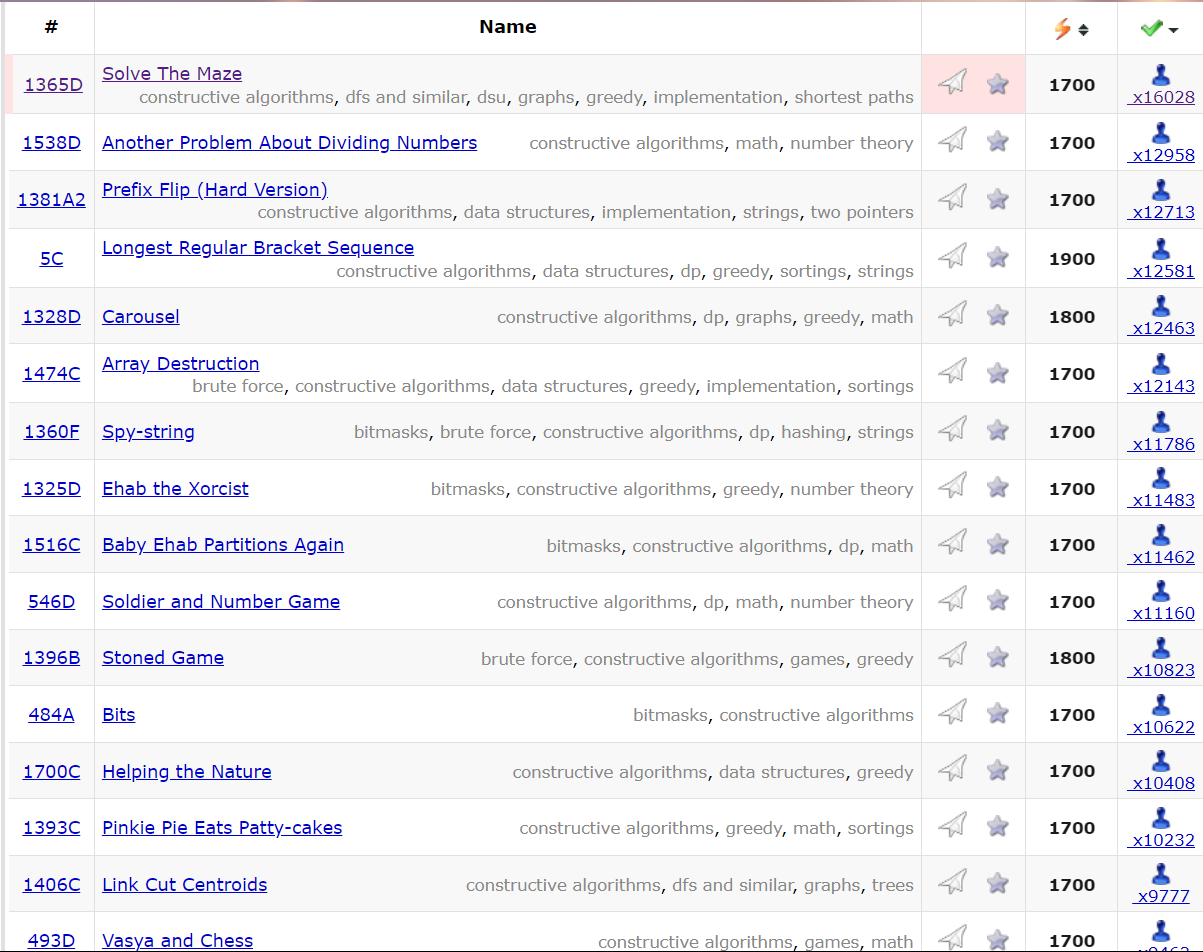 # Name
1365D Solve The Maze 1700
constructive algorithms, dfs and similar, dsu, graphs, greedy, implementation, shortest paths x16028
1538D Another Problem About Dividing Numbers constructive algorithms, math, number theory 1700 x12958
1381A2 Prefix Flip (Hard Version) 1700
constructive algorithms, data structures, implementation, strings, two pointers x12713
5C Longest Regular Bracket Sequence 1900
constructive algorithms, data structures, dp, greedy, sortings, strings x12581
1328D Carousel constructive algorithms, dp, graphs, greedy, math 1800 x12463
1474C Array Destruction 1700
brute force, constructive algorithms, data structures, greedy, implementation, sortings x12143
1360F Spy-string bitmasks, brute force, constructive algorithms, dp, hashing, strings 1700 x11786
1325D Ehab the Xorcist bitmasks, constructive algorithms, greedy, number theory 1700 x11483
1516C Baby Ehab Partitions Again bitmasks, constructive algorithms, dp, math 1700 x11462
546D Soldier and Number Game constructive algorithms, dp, math, number theory 1700 x11160
1396B Stoned Game brute force, constructive algorithms, games, greedy 1800 x10823
484A Bits bitmasks, constructive algorithms 1700 x10622
1700C Helping the Nature constructive algorithms, data structures, greedy 1700 x10408
1393C Pinkie Pie Eats Patty-cakes constructive algorithms, greedy, math, sortings 1700 x10232
1406C Link Cut Centroids constructive algorithms, dfs and similar, graphs, trees 1700 x9777
493D Vasya and Chess constructive algorithms, games, math 1700